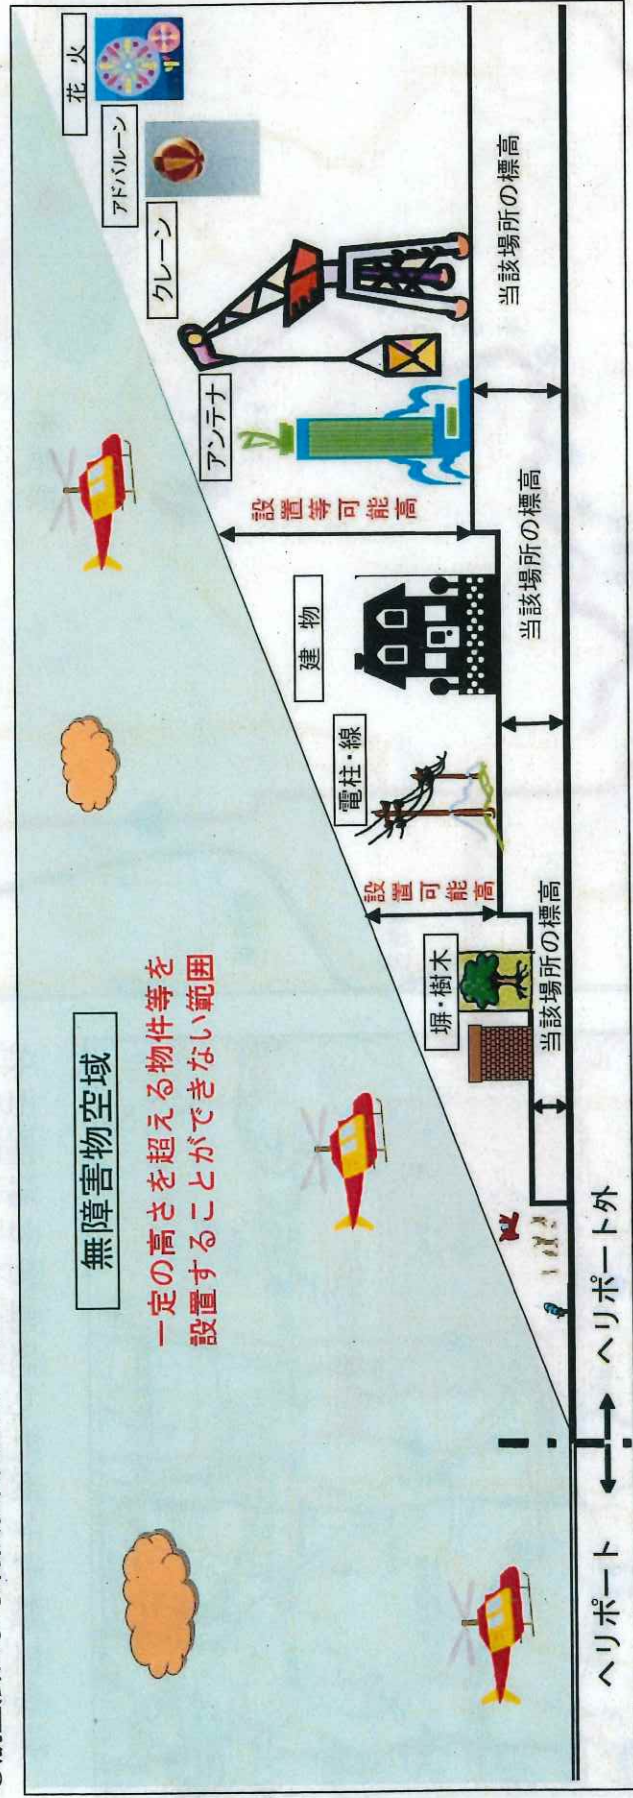 無障害物空域
一定の高さを超える物件等を
設置することができない範囲
ヘリポート
ヘリポート外
塀・樹木
当該場所の標高
設置可能高
電柱・線
建物
当該場所の標高
設置等可能高
アンテナ
クレーン
アドバルーン
花火
当該場所の標高